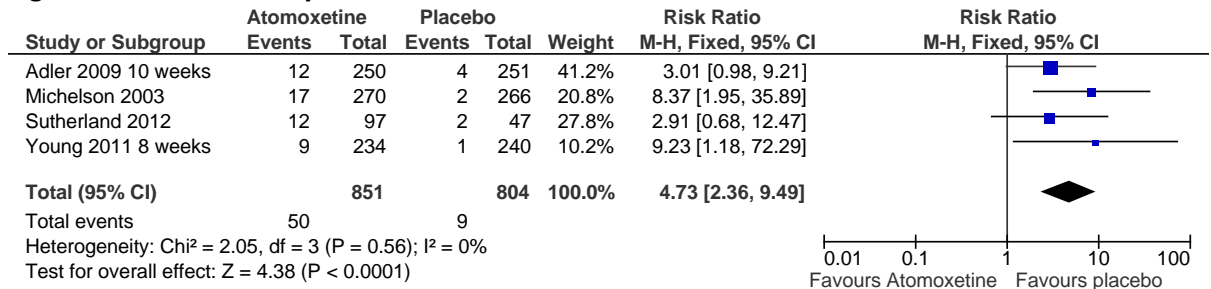 Atomoxetine Placebo Risk Ratio Risk Ratio
Study or Subgroup Events Total Events Total Weight M-H, Fixed, 95% CI M-H, Fixed, 95% CI
Adler 2009 10 weeks 12 250 4 251 41.2% 3.01 [0.98, 9.21]
Michelson 2003 17 270 2 266 20.8% 8.37 [1.95, 35.89]
Sutherland 2012 12 97 2 47 27.8% 2.91 [0.68, 12.47]
Young 2011 8 weeks 9 234 1 240 10.2% 9.23 [1.18, 72.29]
Total (95% CI) 851 804 100.0% 4.73 [2.36, 9.49]
Total events 50 9
Heterogeneity: Chi² = 2.05, df = 3 (P = 0.56); I² = 0%
Test for overall effect: Z = 4.38 (P < 0.0001)
0.01 0.1 1 10 100
Favours Atomoxetine Favours placebo